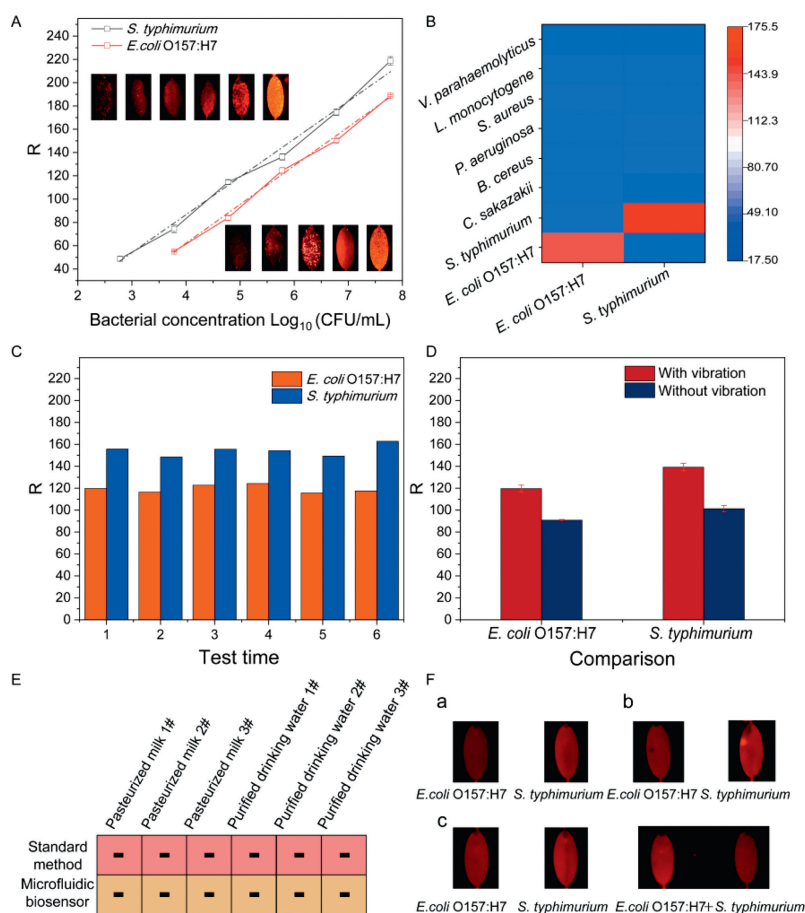 A
S. typhimurium
E.coli O157:H7
R
220
200
180
160
140
120
100
80
60
40
2 3 4 5 6 7 8
Bacterial concentration Log10 (CFU/mL)
B
V. parahaemolyticus
L. monocytogene
S. aureus
P. aeruginosa
B. cereus
C. sakazakii
S. typhimurium
E. coli O157:H7
E. coli O157:H7
S. typhimurium
175.5
143.9
112.3
80.70
49.10
17.50
C
E. coli O157:H7
S. typhimurium
R
220
200
180
160
140
120
100
80
60
40
20
0
1 2 3 4 5 6
Test time
D
With vibration
Without vibration
R
220
200
180
160
140
120
100
80
60
40
20
0
E. coli O157:H7 S. typhimurium
Comparison
E
Pasteurized milk 1#
Pasteurized milk 2#
Pasteurized milk 3#
Purified drinking water 1#
Purified drinking water 2#
Purified drinking water 3#
Standard
method
- - - - - -
Microfluidic
biosensor
- - - - - -
F
a
E.coli O157:H7 S. typhimurium
b
E.coli O157:H7 S. typhimurium
c
E.coli O157:H7 S. typhimurium
E.coli O157:H7+ S. typhimurium